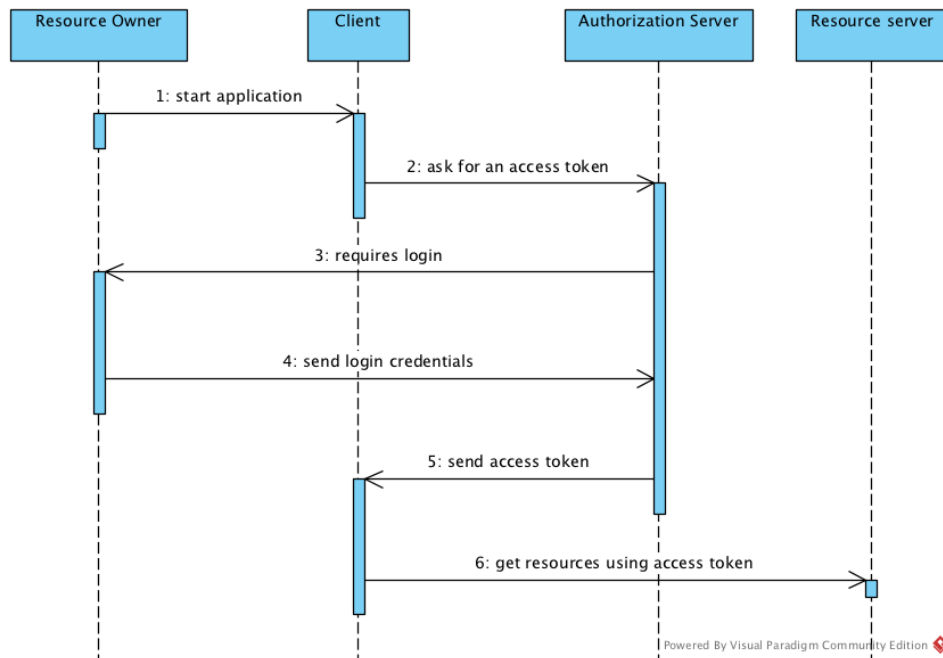 Resource Owner
Client
Authorization Server
Resource server
1: start application
2: ask for an access token
3: requires login
4: send login credentials
5: send access token
6: get resources using access token
Powered By Visual Paradigm Community Edition